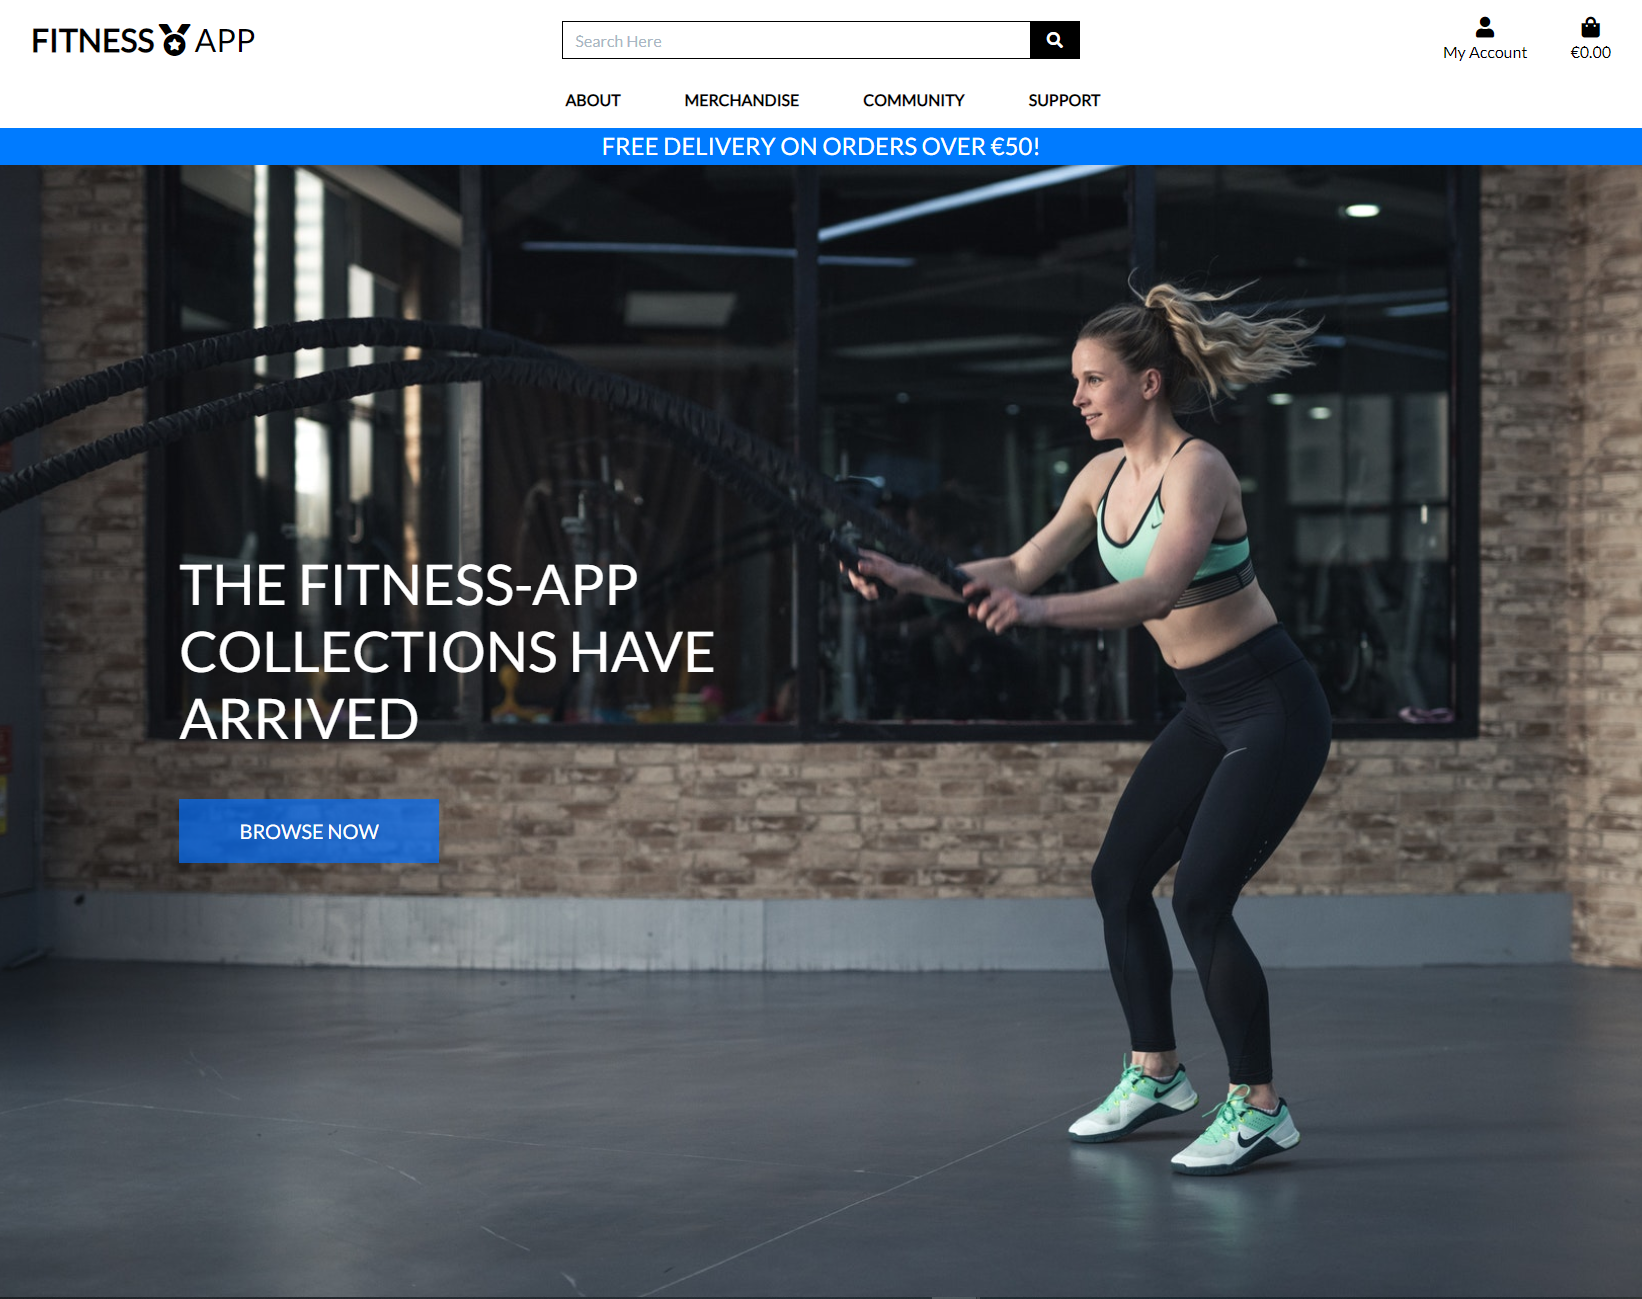 FITNESS APP
Search Here
My Account
€0.00
ABOUT MERCHANDISE COMMUNITY SUPPORT
FREE DELIVERY ON ORDERS OVER €50!
THE FITNESS-APP
COLLECTIONS HAVE
ARRIVED
BROWSE NOW